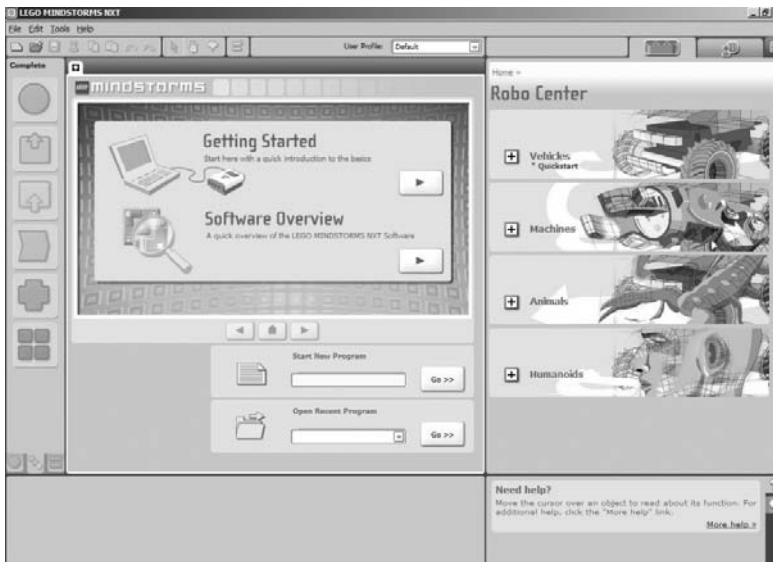 LEGO MINDSTORMS NXT
File Edit Tools Help
User Profile: Default
Complete
LEGO mindstorms
Getting Started
Start here with a quick introduction to the basics
Software Overview
A quick overview of the LEGO MINDSTORMS NXT Software
Start New Program
Go >>
Open Recent Program
Go >>
Home »
Robo Center
Vehicles
* Quickstart
Machines
Animals
Humanoids
Need help?
Move the cursor over an object to read about its function. For
additional help, click the "More help" link.
More help »